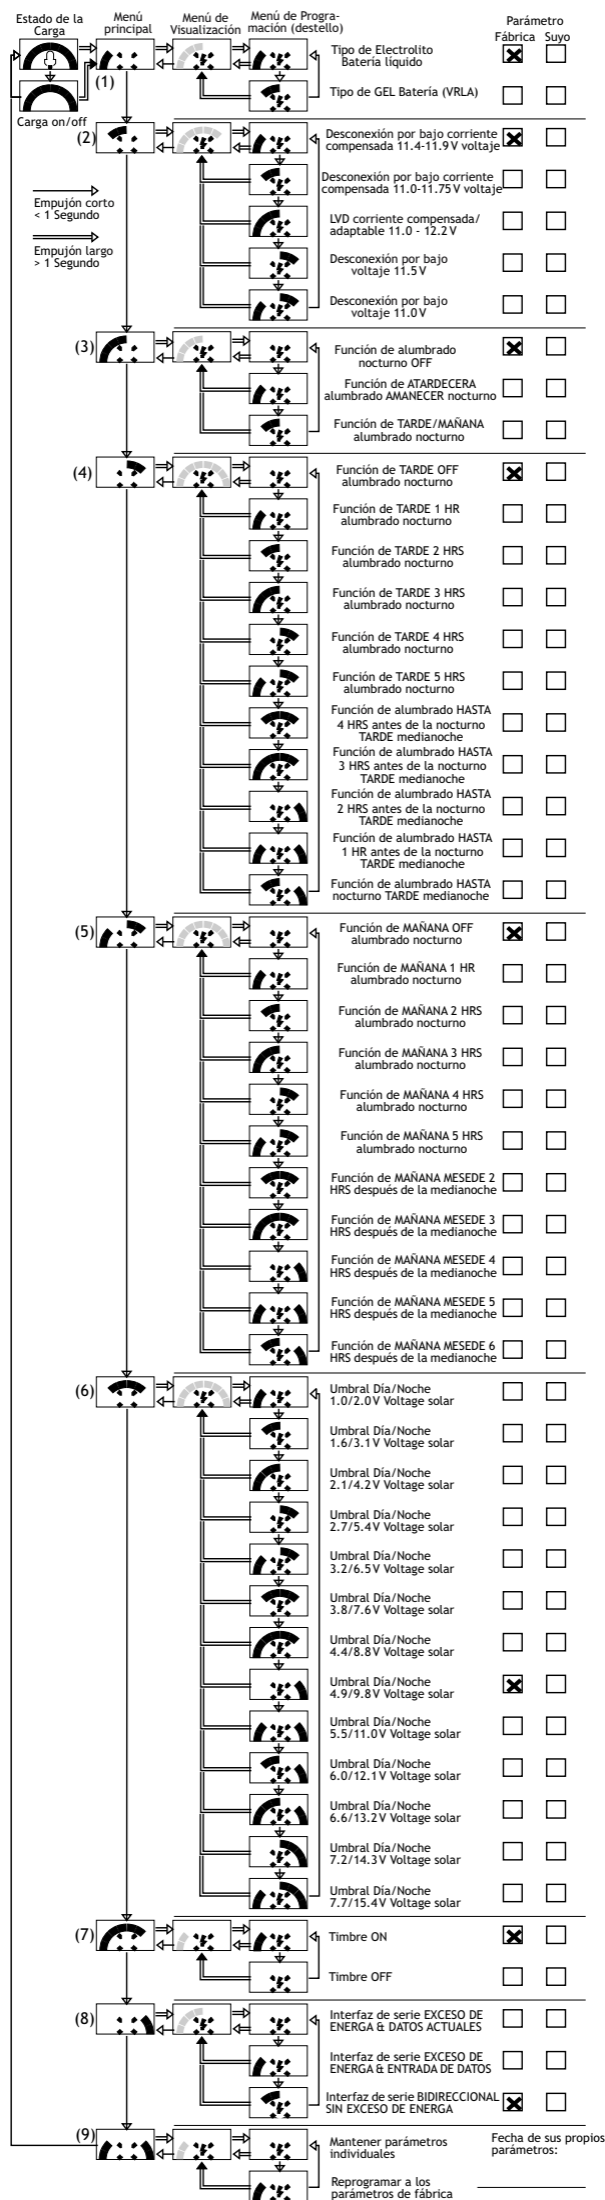 Estado de la
Carga
Menú
principal
Menú de
Visualización
Menú de Progra-
mación (destello)
Parámetro
Fábrica Suyo
(1)
Carga on/off
Tipo de Electrolito
Batería líquido
Tipo de GEL Batería (VRLA)
(2)
Desconexión por bajo corriente
compensada 11.4-11.9 V voltaje
Desconexión por bajo corriente
compensada 11.0-11.75 V voltaje
Empujón corto
< 1 Segundo
Empujón largo
> 1 Segundo
LVD corriente compensada/
adaptable 11.0 - 12.2 V
Desconexión por bajo
voltaje 11.5 V
Desconexión por bajo
voltaje 11.0 V
(3)
Función de alumbrado
nocturno OFF
Función de ATARDECERA
alumbrado AMANECER nocturno
Función de TARDE/MAÑANA
alumbrado nocturno
(4)
Función de TARDE OFF
alumbrado nocturno
Función de TARDE 1 HR
alumbrado nocturno
Función de TARDE 2 HRS
alumbrado nocturno
Función de TARDE 3 HRS
alumbrado nocturno
Función de TARDE 4 HRS
alumbrado nocturno
Función de TARDE 5 HRS
alumbrado nocturno
Función de alumbrado HASTA
4 HRS antes de la nocturno
TARDE medianoche
Función de alumbrado HASTA
3 HRS antes de la nocturno
TARDE medianoche
Función de alumbrado HASTA
2 HRS antes de la nocturno
TARDE medianoche
Función de alumbrado HASTA
1 HR antes de la nocturno
TARDE medianoche
Función de alumbrado HASTA
nocturno TARDE medianoche
(5)
Función de MAÑANA OFF
alumbrado nocturno
Función de MAÑANA 1 HR
alumbrado nocturno
Función de MAÑANA 2 HRS
alumbrado nocturno
Función de MAÑANA 3 HRS
alumbrado nocturno
Función de MAÑANA 4 HRS
alumbrado nocturno
Función de MAÑANA 5 HRS
alumbrado nocturno
Función de MAÑANA MESEDE 2
HRS después de la medianoche
Función de MAÑANA MESEDE 3
HRS después de la medianoche
Función de MAÑANA MESEDE 4
HRS después de la medianoche
Función de MAÑANA MESEDE 5
HRS después de la medianoche
Función de MAÑANA MESEDE 6
HRS después de la medianoche
(6)
Umbral Día/Noche
1.0/2.0 V Voltage solar
Umbral Día/Noche
1.6/3.1 V Voltage solar
Umbral Día/Noche
2.1/4.2 V Voltage solar
Umbral Día/Noche
2.7/5.4 V Voltage solar
Umbral Día/Noche
3.2/6.5 V Voltage solar
Umbral Día/Noche
3.8/7.6 V Voltage solar
Umbral Día/Noche
4.4/8.8 V Voltage solar
Umbral Día/Noche
4.9/9.8 V Voltage solar
Umbral Día/Noche
5.5/11.0 V Voltage solar
Umbral Día/Noche
6.0/12.1 V Voltage solar
Umbral Día/Noche
6.6/13.2 V Voltage solar
Umbral Día/Noche
7.2/14.3 V Voltage solar
Umbral Día/Noche
7.7/15.4 V Voltage solar
(7)
Timbre ON
Timbre OFF
(8)
Interfaz de serie EXCESO DE
ENERGA & DATOS ACTUALES
Interfaz de serie EXCESO DE
ENERGA & ENTRADA DE DATOS
Interfaz de serie BIDIRECCIONAL
SIN EXCESO DE ENERGA
(9)
Mantener parámetros
individuales
Fecha de sus propios
parámetros:
Reprogramar a los
parámetros de fábrica